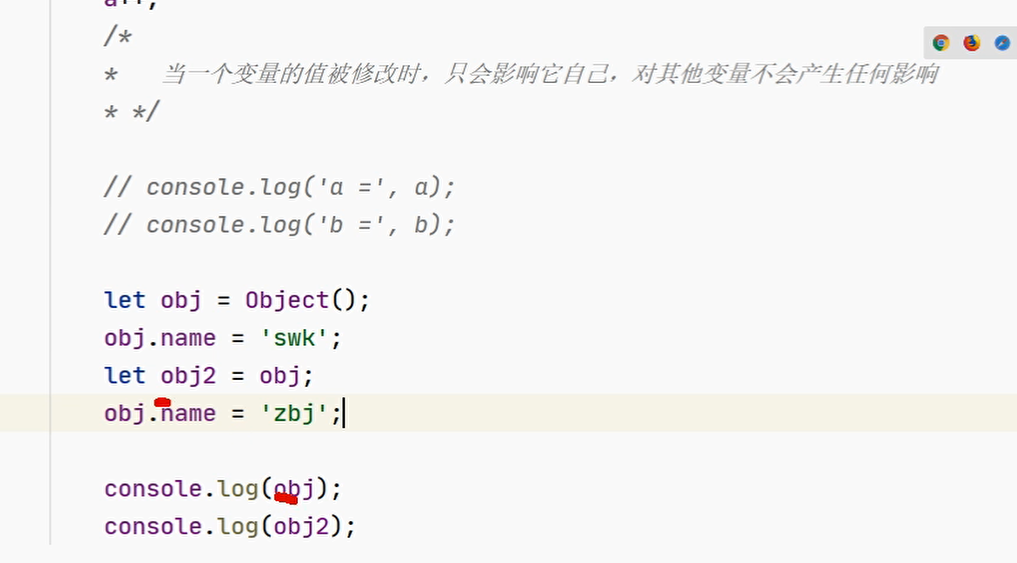 a++;
/*
*   当一个变量的值被修改时，只会影响它自己，对其他变量不会产生任何影响
* */
// console.log('a =', a);
// console.log('b =', b);
let obj = Object();
obj.name = 'swk';
let obj2 = obj;
obj.name = 'zbj';
console.log(obj);
console.log(obj2);